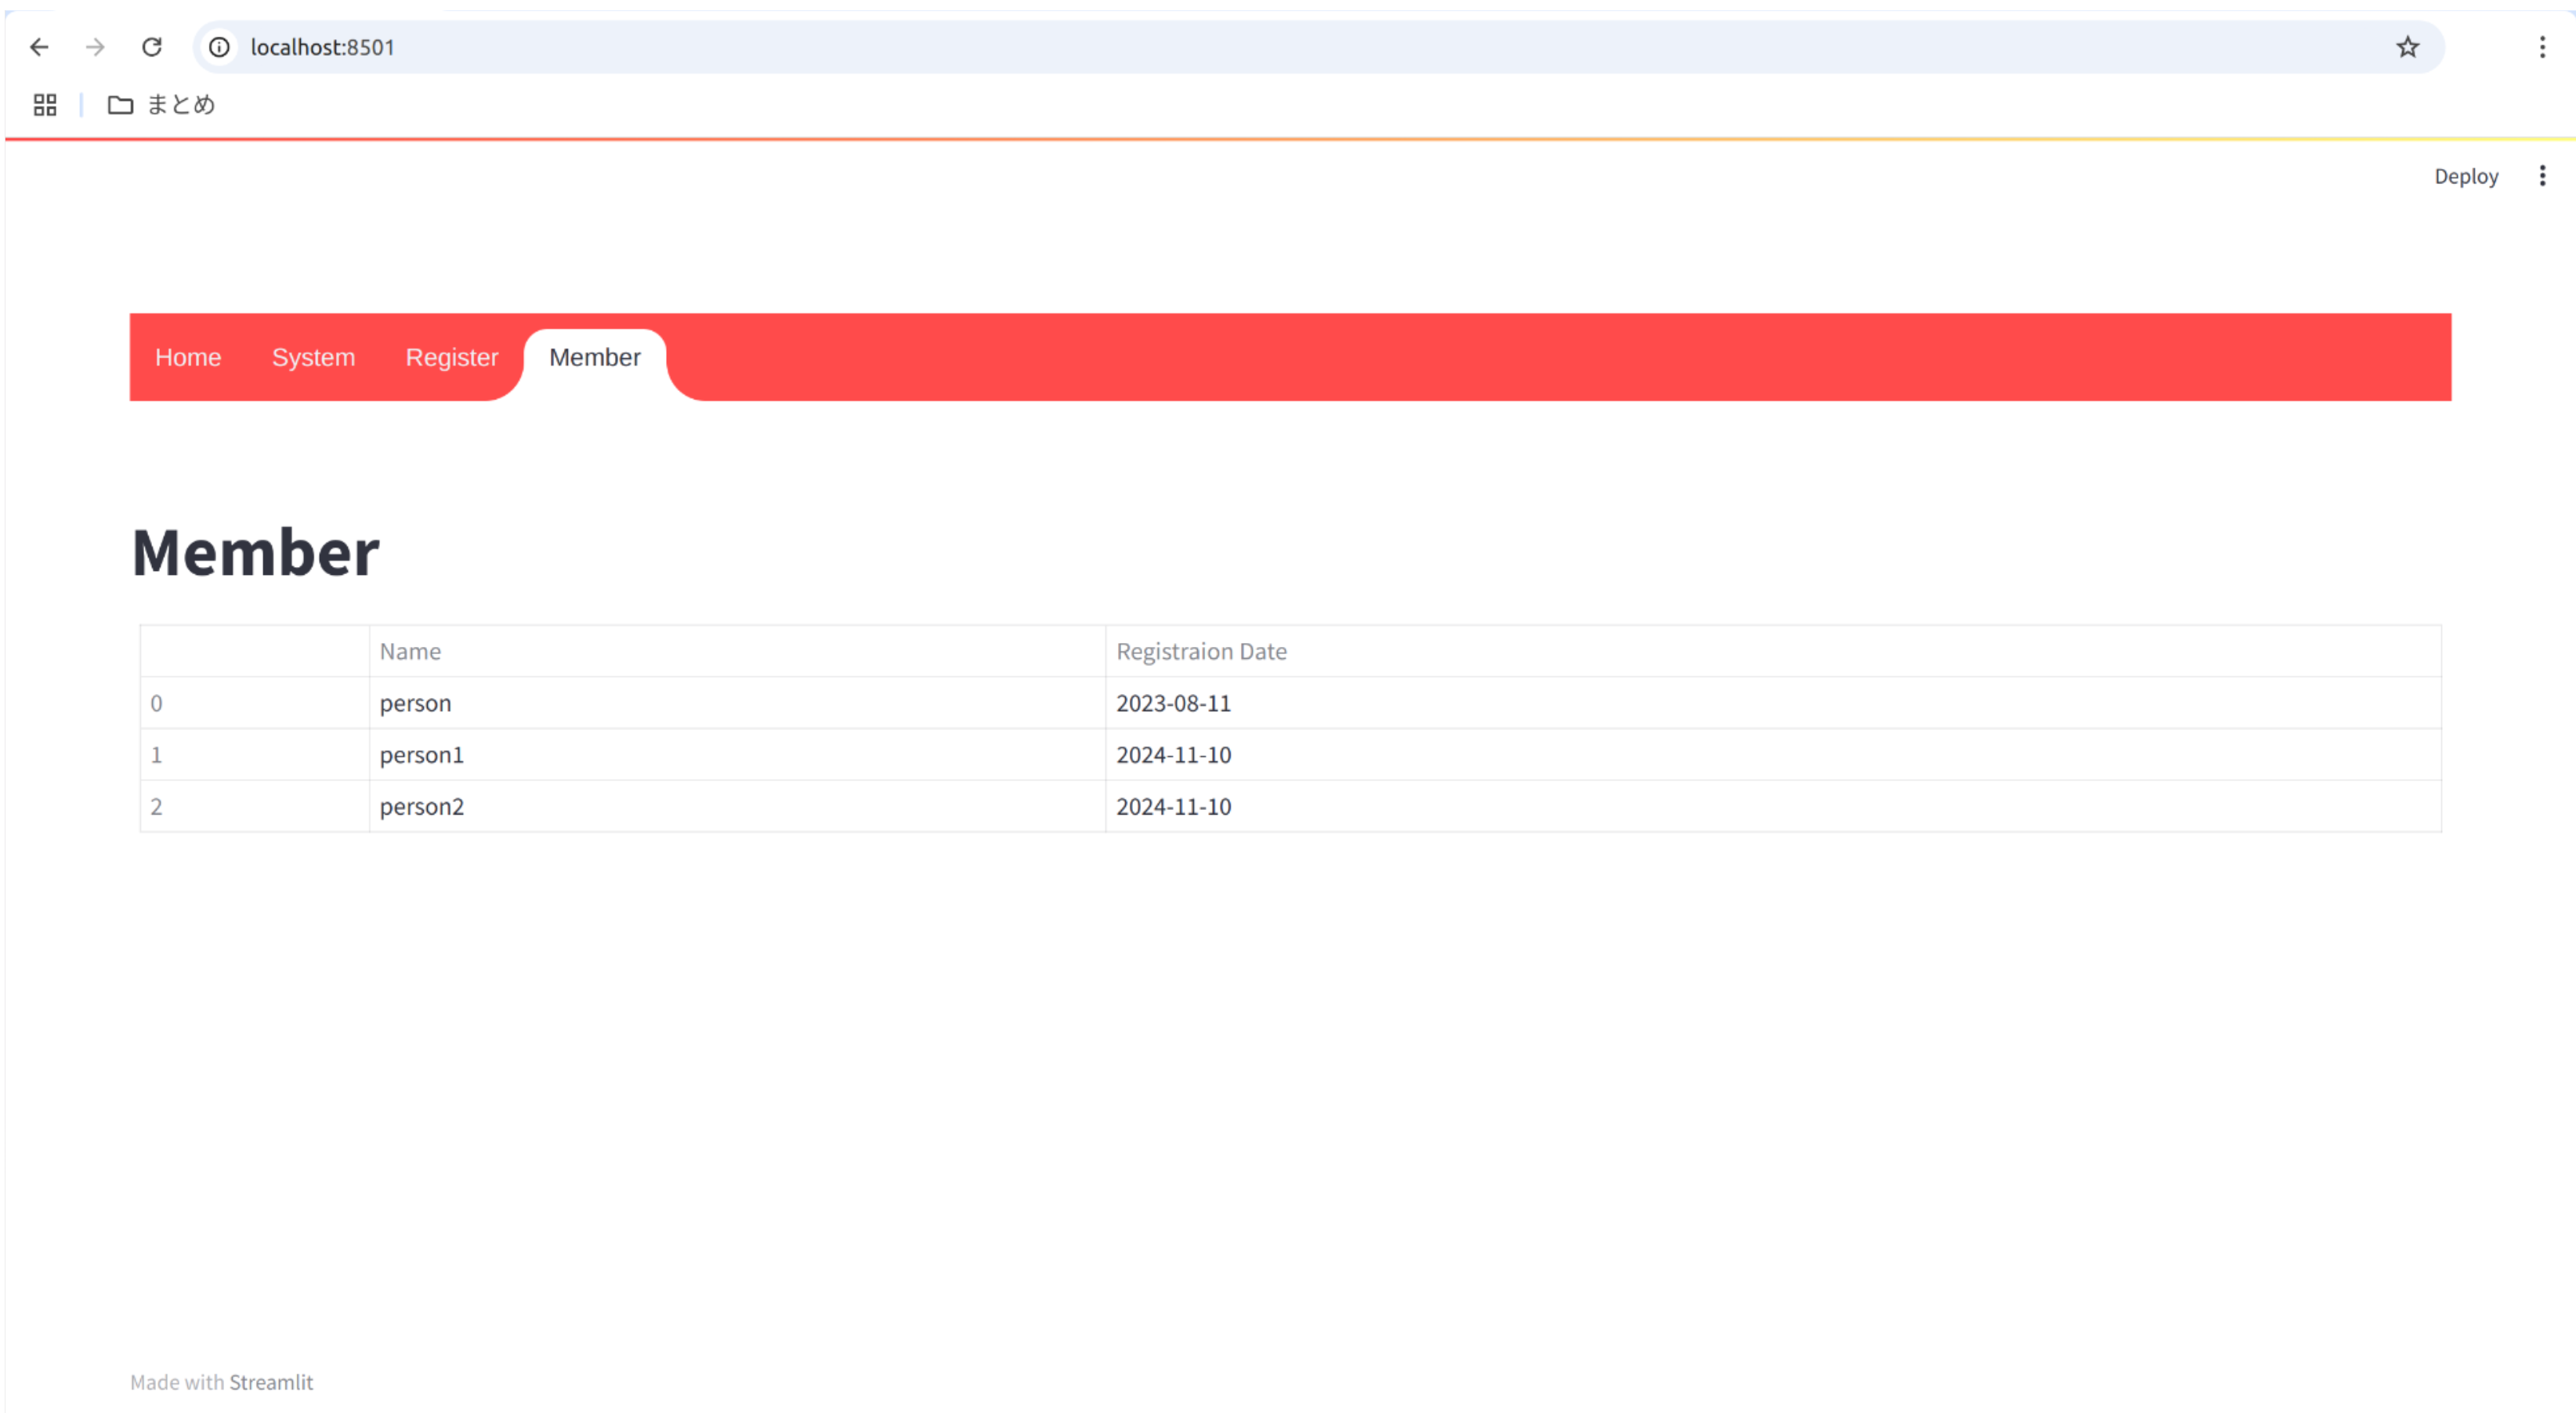 localhost:8501
まとめ
Deploy
Home System Register Member
Member
Name Registraion Date
0 person 2023-08-11
1 person1 2024-11-10
2 person2 2024-11-10
Made with Streamlit